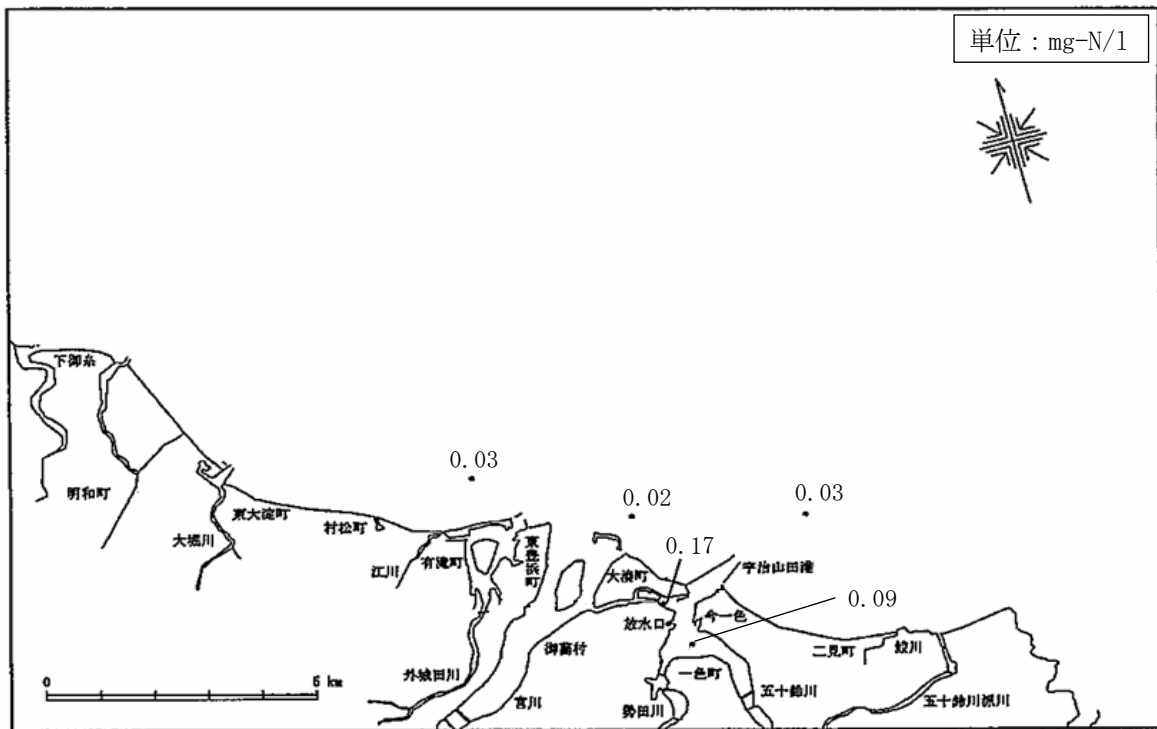 単位：mg-N/l
下御糸
0.03
明和町
0.02
0.03
東大淀町
村松町
大堀川
0.17
江川
有滝町
東豊浜町
大湊町
宇治山田港
0.09
今一色
放水口
御薗村
二見町
鮫川
外城田川
一色町
0
5 km
宮川
勢田川
五十鈴川
五十鈴川派川